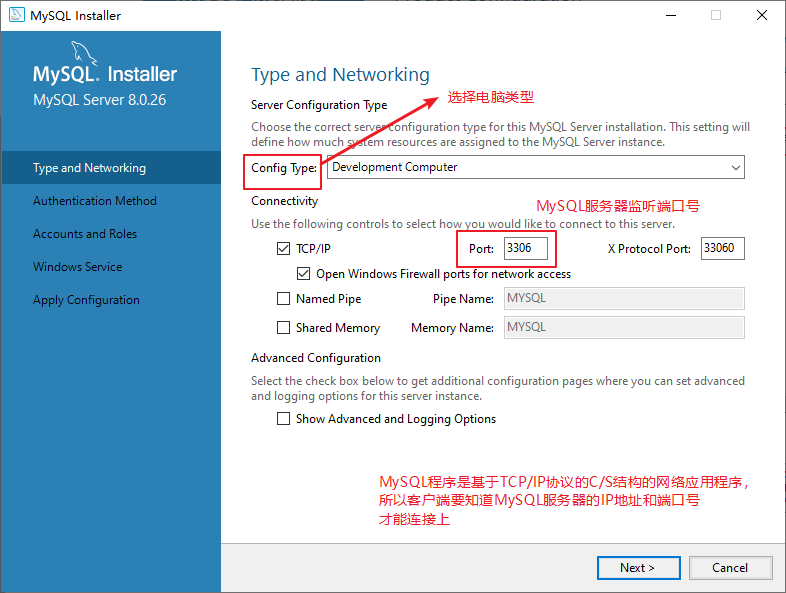 MySQL Installer
MySQL. Installer
MySQL Server 8.0.26
Type and Networking
Authentication Method
Accounts and Roles
Windows Service
Apply Configuration
Type and Networking
选择电脑类型
Server Configuration Type
Choose the correct server configuration type for this MySQL Server installation. This setting will
define how much system resources are assigned to the MySQL Server instance.
Config Type: Development Computer
Connectivity
MySQL服务器监听端口号
Use the following controls to select how you would like to connect to this server.
TCP/IP Port: 3306 X Protocol Port: 33060
Open Windows Firewall ports for network access
Named Pipe Pipe Name: MYSQL
Shared Memory Memory Name: MYSQL
Advanced Configuration
Select the check box below to get additional configuration pages where you can set advanced
and logging options for this server instance.
Show Advanced and Logging Options
MySQL程序是基于TCP/IP协议的C/S结构的网络应用程序，
所以客户端要知道MySQL服务器的IP地址和端口号
才能连接上
Next > Cancel